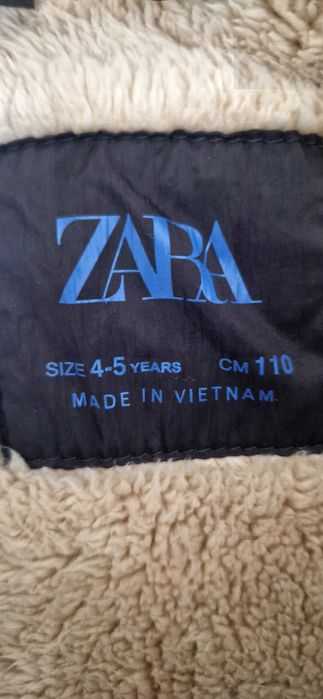 ZARA
SIZE 4-5 YEARS CM 110
MADE IN VIETNAM